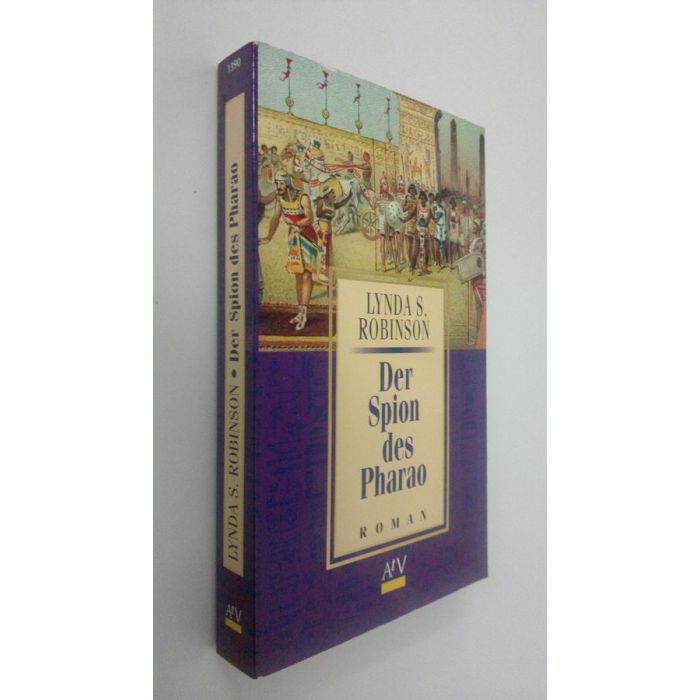 1390
LYNDA S. ROBINSON • Der Spion des Pharao
AtV
LYNDA S.
ROBINSON
Der
Spion
des
Pharao
ROMAN
AtV